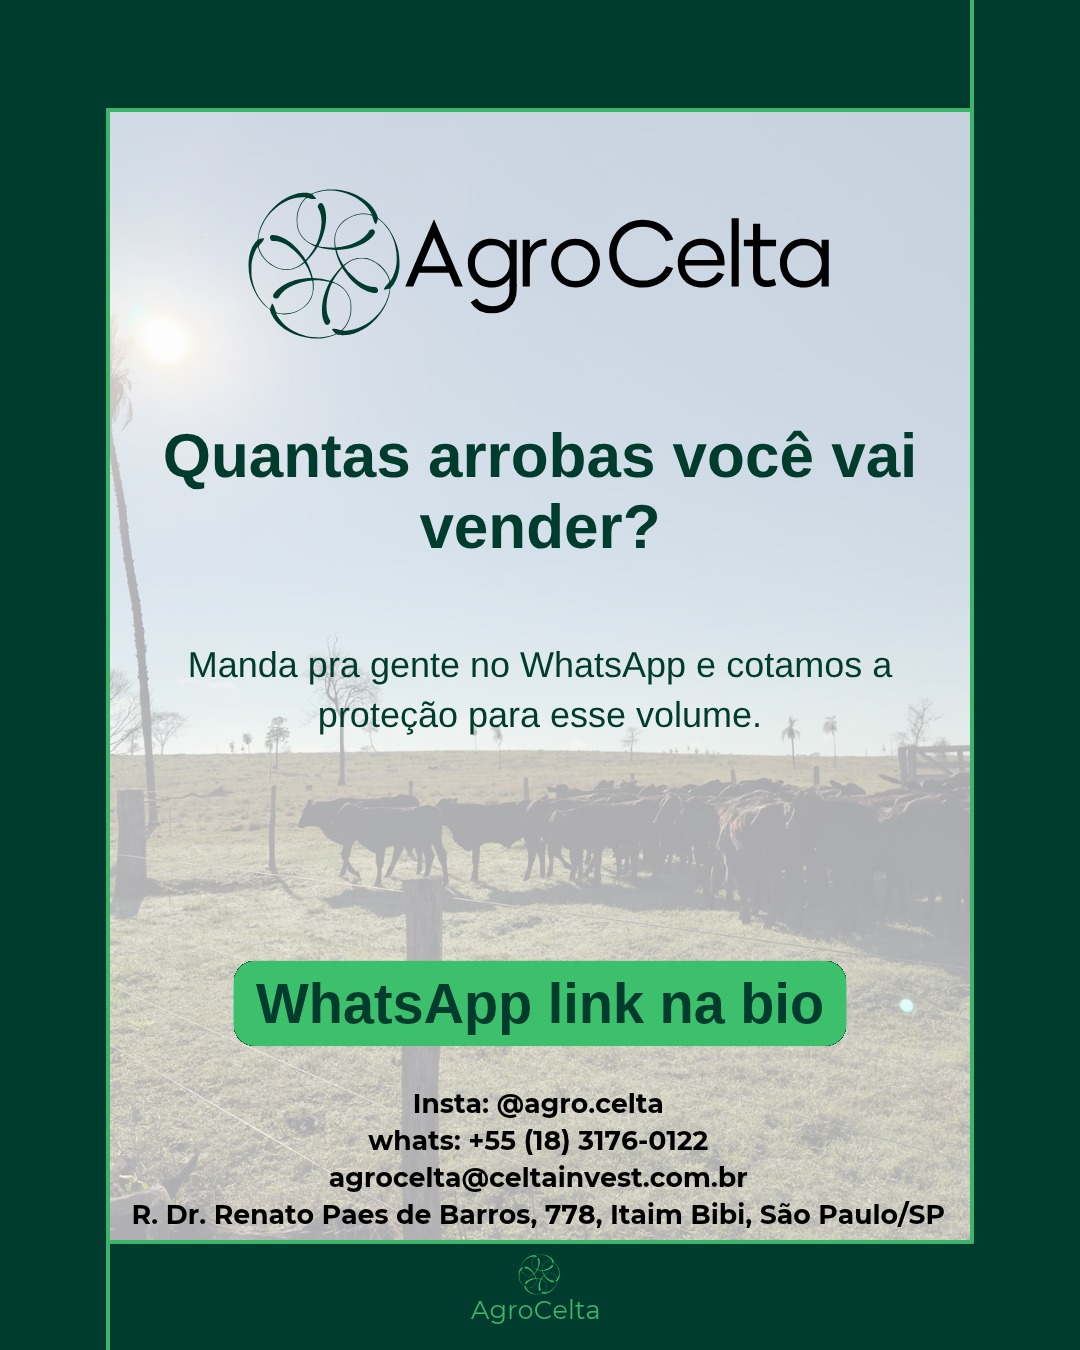 AgroCelta
Quantas arrobas você vai
vender?
Manda pra gente no WhatsApp e cotamos a
proteção para esse volume.
WhatsApp link na bio
Insta: @agro.celta
whats: +55 (18) 3176-0122
agrocelta@celtainvest.com.br
R. Dr. Renato Paes de Barros, 778, Itaim Bibi, São Paulo/SP
AgroCelta